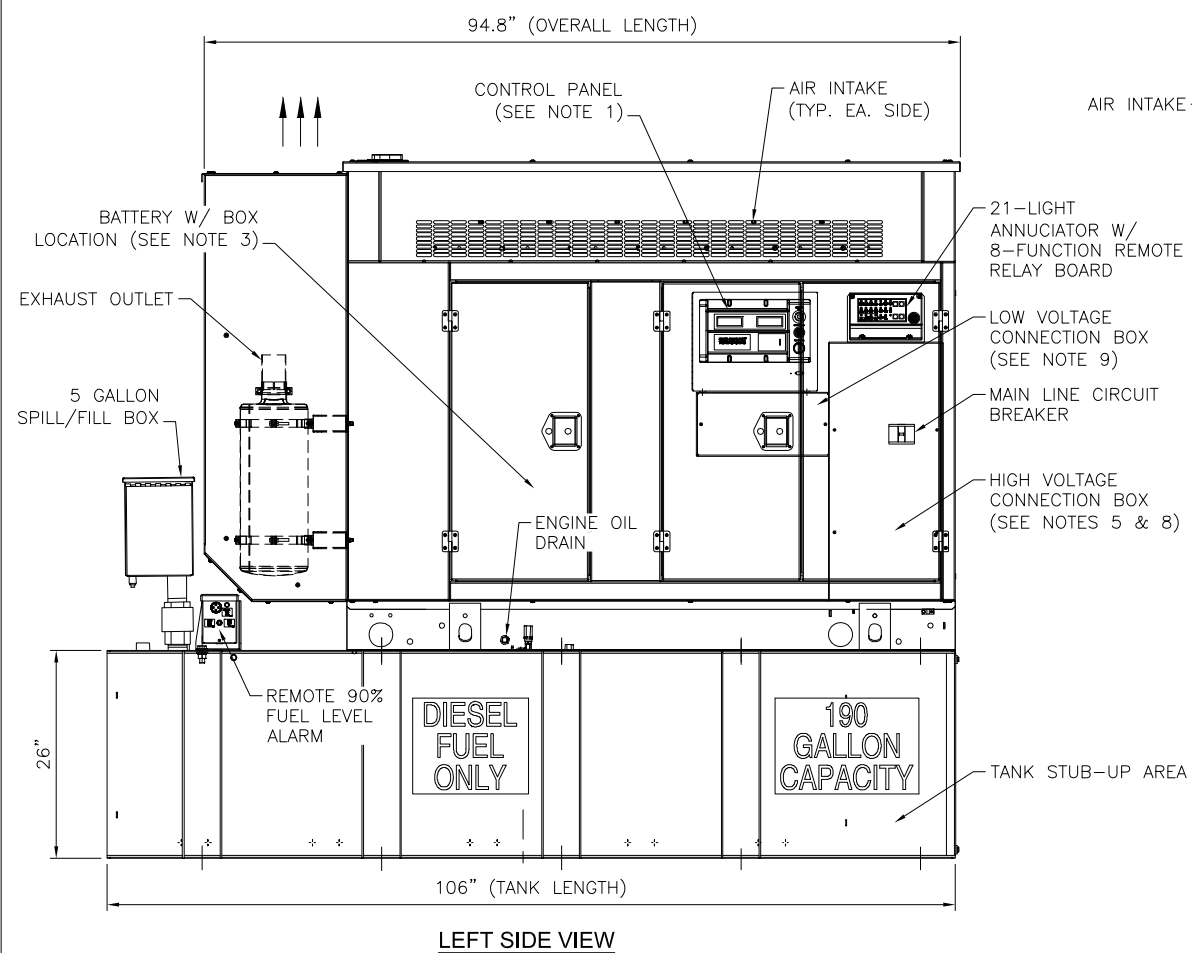 94.8" (OVERALL LENGTH)
CONTROL PANEL
(SEE NOTE 1)
AIR INTAKE
(TYP. EA. SIDE)
AIR INTAKE
BATTERY W/ BOX
LOCATION (SEE NOTE 3)
21-LIGHT
ANNUCIATOR W/
8-FUNCTION REMOTE
RELAY BOARD
EXHAUST OUTLET
LOW VOLTAGE
CONNECTION BOX
(SEE NOTE 9)
5 GALLON
SPILL/FILL BOX
MAIN LINE CIRCUIT
BREAKER
HIGH VOLTAGE
CONNECTION BOX
(SEE NOTES 5 & 8)
ENGINE OIL
DRAIN
REMOTE 90%
FUEL LEVEL
ALARM
DIESEL
FUEL
ONLY
190
GALLON
CAPACITY
26"
TANK STUB-UP AREA
106" (TANK LENGTH)
LEFT SIDE VIEW